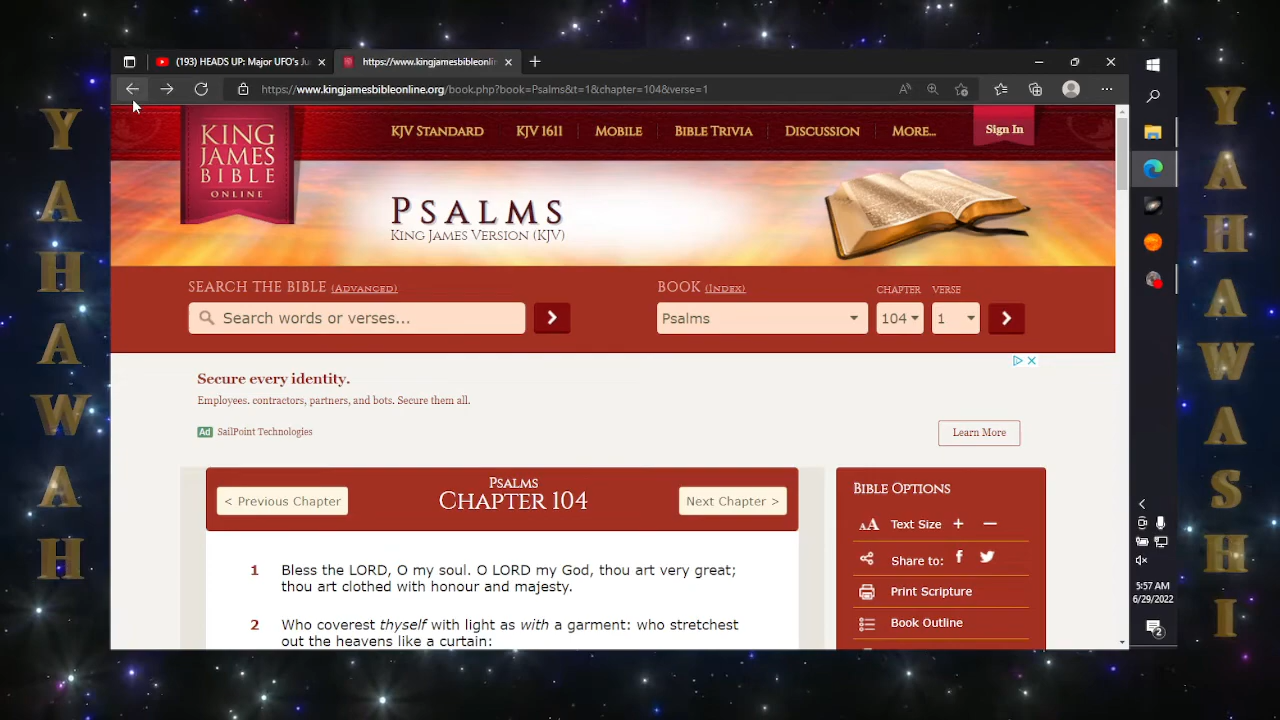 (193) HEADS UP: Major UFO's Ju
https://www.kingjamesbibleonlin
https://www.kingjamesbibleonline.org/book.php?book=Psalms&t=1&chapter=104&verse=1
KING JAMES BIBLE ONLINE
KJV STANDARD KJV 1611 MOBILE BIBLE TRIVIA DISCUSSION MORE... Sign In
PSALMS
KING JAMES VERSION (KJV)
SEARCH THE BIBLE (ADVANCED)
Search words or verses...
BOOK (INDEX) CHAPTER VERSE
Psalms 104 1
Secure every identity.
Employees. contractors, partners, and bots. Secure them all.
Ad SailPoint Technologies
Learn More
< Previous Chapter
PSALMS
CHAPTER 104
Next Chapter >
1 Bless the LORD, O my soul. O LORD my God, thou art very great;
thou art clothed with honour and majesty.
2 Who coverest thyself with light as with a garment: who stretchest
out the heavens like a curtain:
BIBLE OPTIONS
AA Text Size + —
Share to:
Print Scripture
Book Outline
5:57 AM
6/29/2022
2
YAHAWAH
YAHAWASHI